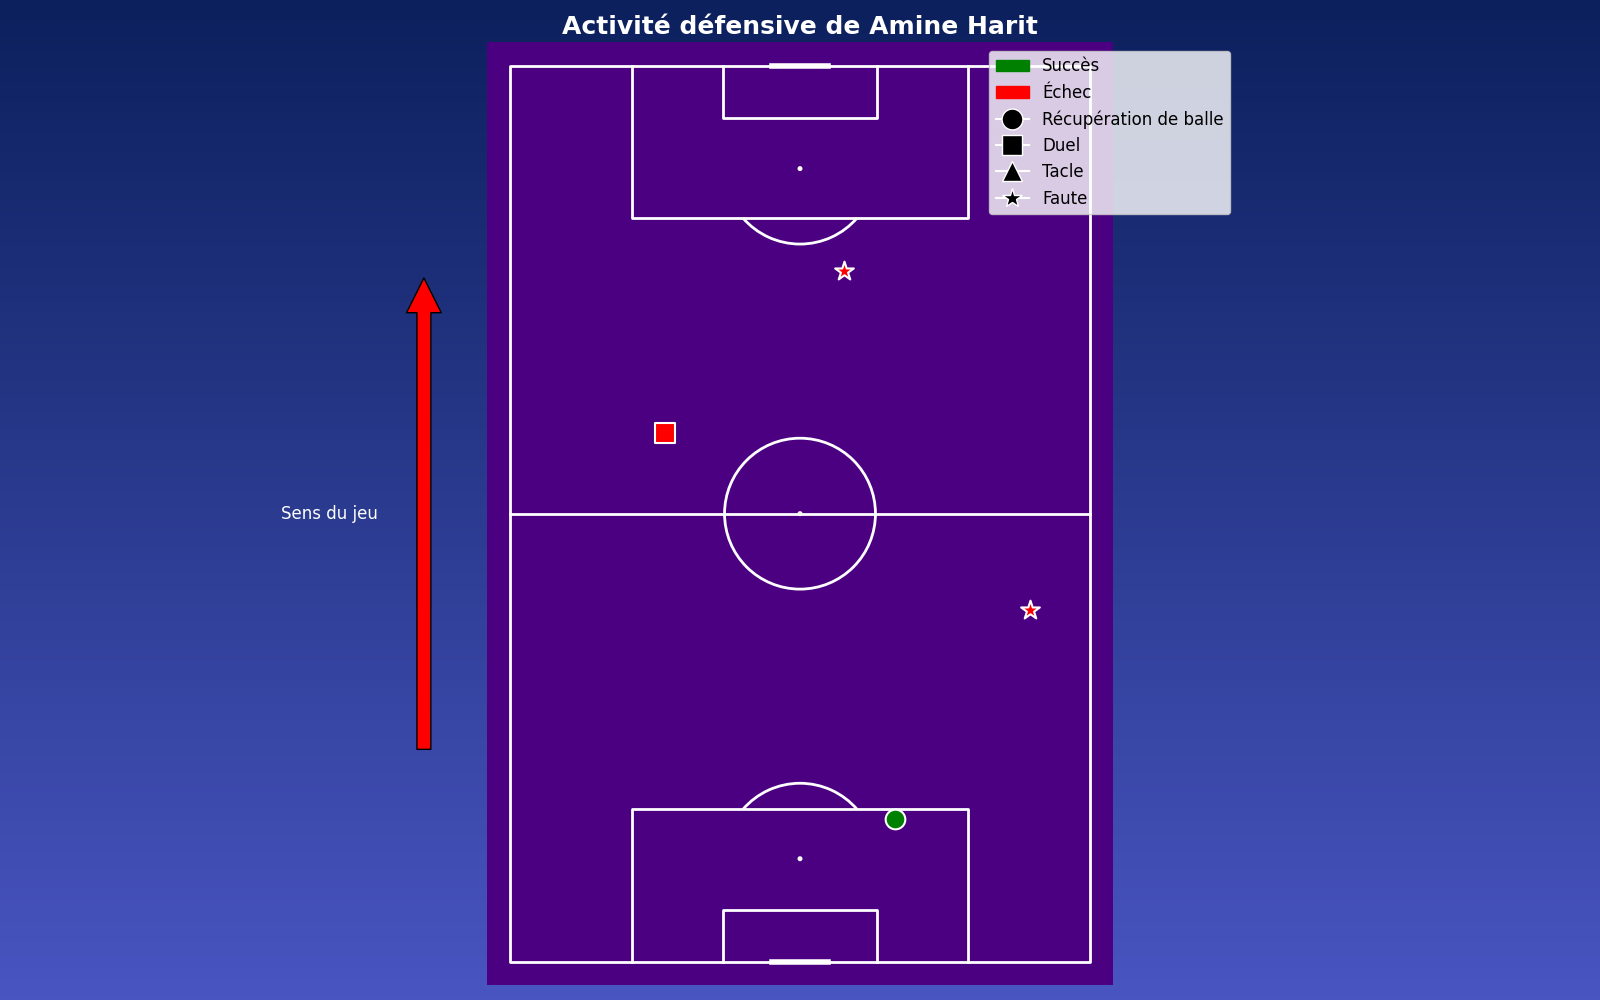 Activité défensive de Amine Harit
Succès
Échec
Récupération de balle
Duel
Tacle
Faute
Sens du jeu